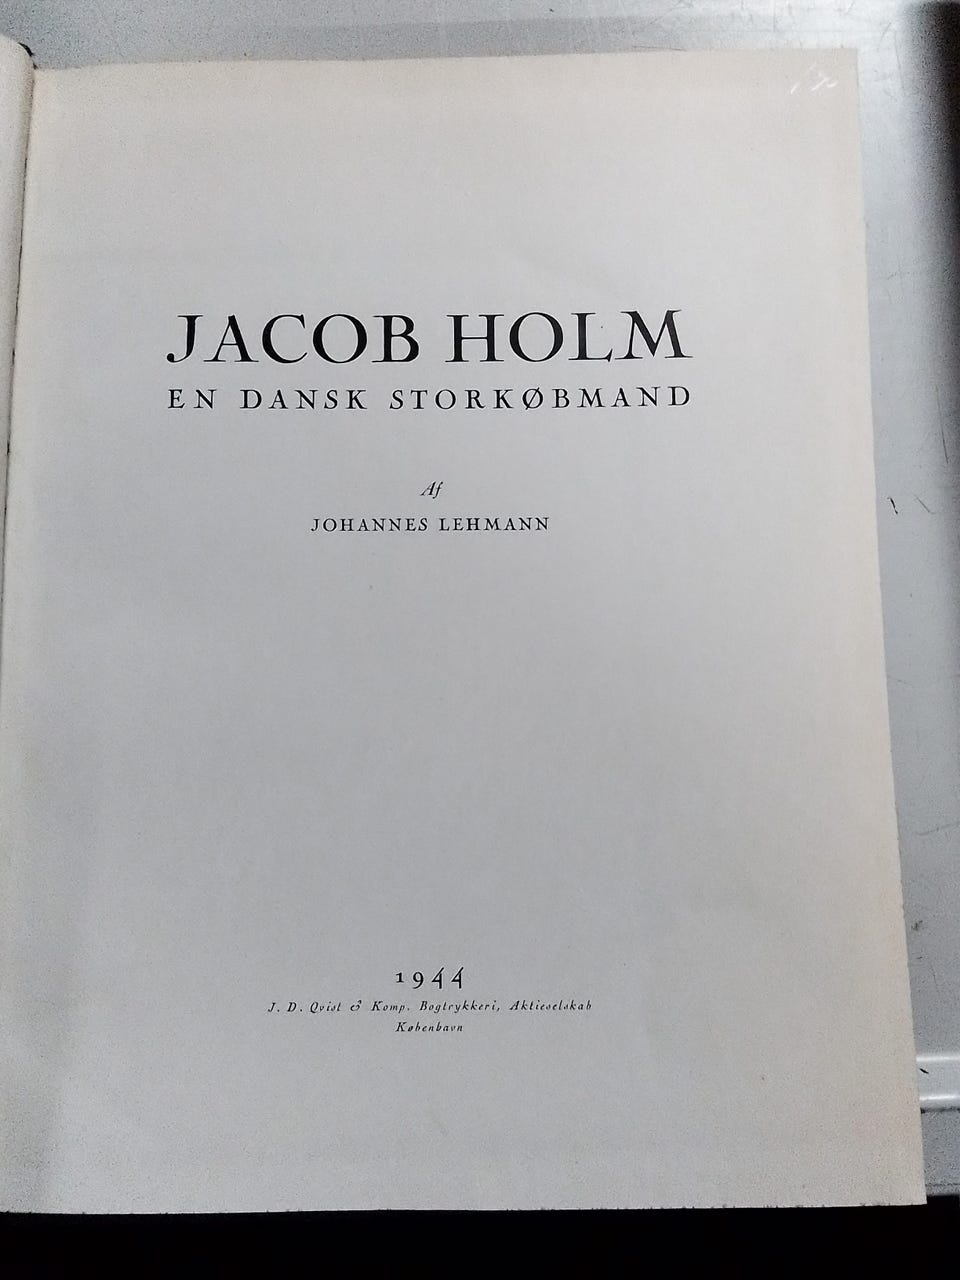 JACOB HOLM
EN DANSK STORKØBMAND
Af
JOHANNES LEHMANN
1944
J. D. Qvist & Komp. Bogtrykkeri, Aktieselskab
København